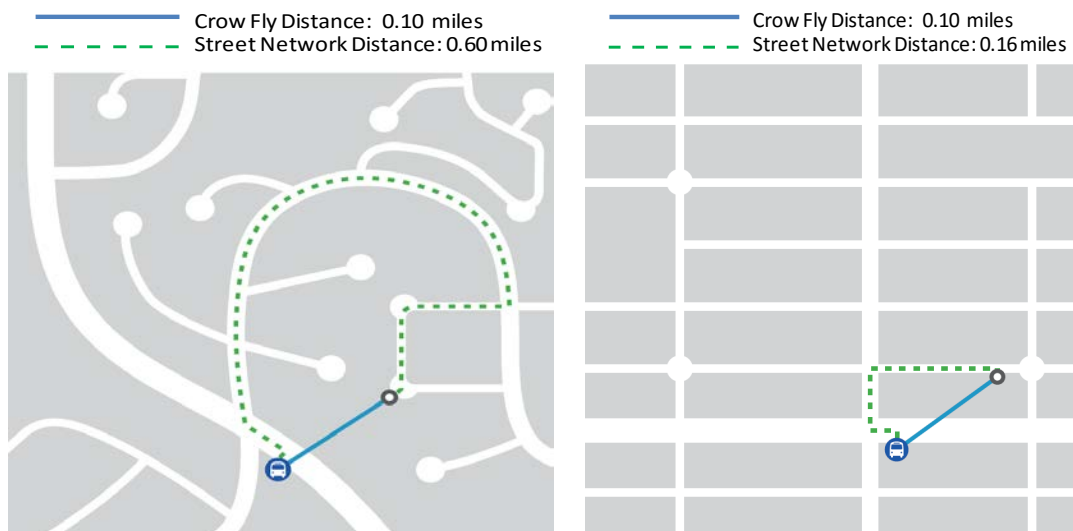 Crow Fly Distance: 0.10 miles
Street Network Distance: 0.60 miles
Crow Fly Distance: 0.10 miles
Street Network Distance: 0.16 miles